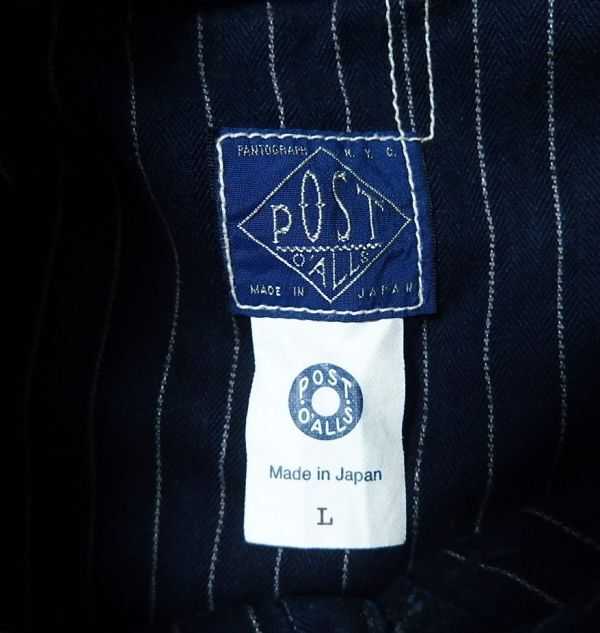 PANTOGRAPH N.Y.C.
POST
O'ALLS
MADE IN JAPAN
POST
O'ALLS
Made in Japan
L